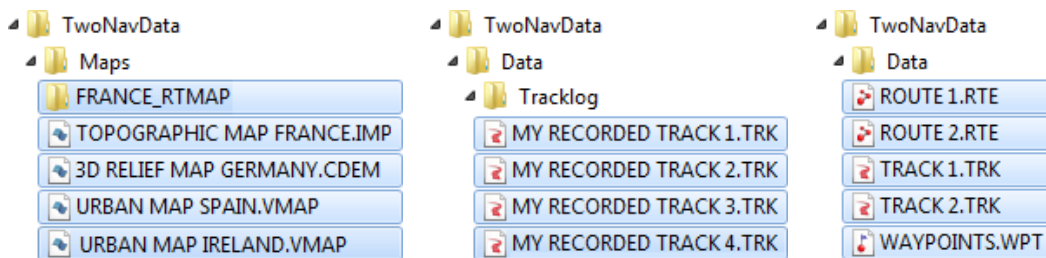 TwoNavData
Maps
FRANCE_RTMAP
TOPOGRAPHIC MAP FRANCE.IMP
3D RELIEF MAP GERMANY.CDEM
URBAN MAP SPAIN.VMAP
URBAN MAP IRELAND.VMAP
TwoNavData
Data
Tracklog
MY RECORDED TRACK 1.TRK
MY RECORDED TRACK 2.TRK
MY RECORDED TRACK 3.TRK
MY RECORDED TRACK 4.TRK
TwoNavData
Data
ROUTE 1.RTE
ROUTE 2.RTE
TRACK 1.TRK
TRACK 2.TRK
WAYPOINTS.WPT